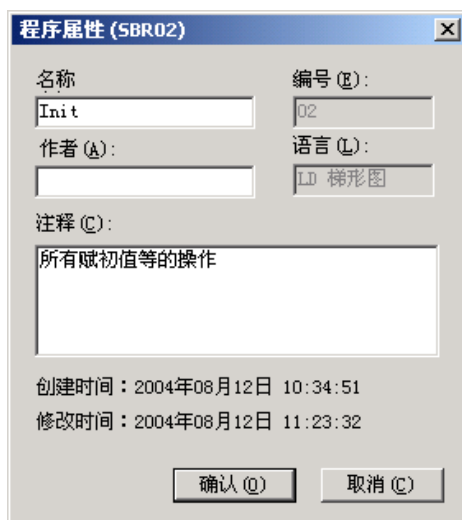 程序属性 (SBR02)
名称
编号(E):
Init
02
作者(A):
语言(L):
LD 梯形图
注释(C):
所有赋初值等的操作
创建时间：2004年08月12日 10:34:51
修改时间：2004年08月12日 11:23:32
确认(O)
取消(C)